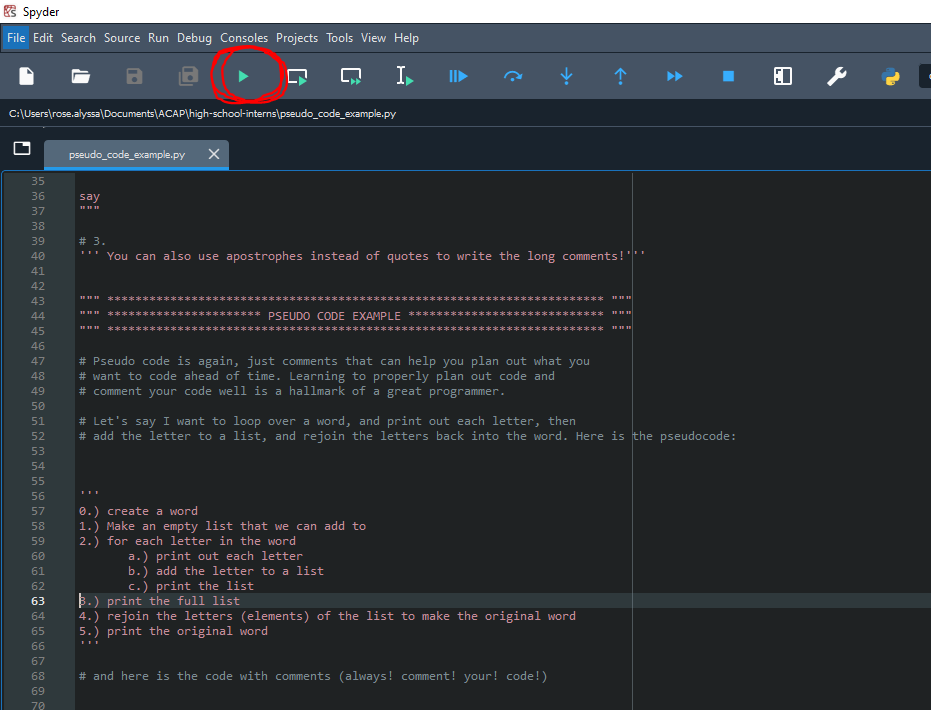 Spyder
File Edit Search Source Run Debug Consoles Projects Tools View Help
C:\Users\rose.alyssa\Documents\ACAP\high-school-interns\pseudo_code_example.py
pseudo_code_example.py
35
36 say
37 """
38
39 # 3.
40 ''' You can also use apostrophes instead of quotes to write the long comments!'''
41
42
43 """ *********************************************************************** """
44 """ ********************** PSEUDO CODE EXAMPLE **************************** """
45 """ *********************************************************************** """
46
47 # Pseudo code is again, just comments that can help you plan out what you
48 # want to code ahead of time. Learning to properly plan out code and
49 # comment your code well is a hallmark of a great programmer.
50
51 # Let's say I want to loop over a word, and print out each letter, then
52 # add the letter to a list, and rejoin the letters back into the word. Here is the pseudocode:
53
54
55
56 '''
57 0.) create a word
58 1.) Make an empty list that we can add to
59 2.) for each letter in the word
60 a.) print out each letter
61 b.) add the letter to a list
62 c.) print the list
63 3.) print the full list
64 4.) rejoin the letters (elements) of the list to make the original word
65 5.) print the original word
66 '''
67
68 # and here is the code with comments (always! comment! your! code!)
69
70